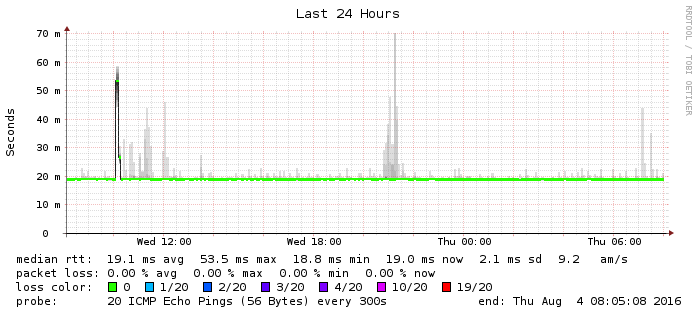 Last 24 Hours
RRDTOOL / TOBI OETIKER
Seconds
70 m
60 m
50 m
40 m
30 m
20 m
10 m
0
Wed 12:00 Wed 18:00 Thu 00:00 Thu 06:00
median rtt: 19.1 ms avg 53.5 ms max 18.8 ms min 19.0 ms now 2.1 ms sd 9.2 am/s
packet loss: 0.00 % avg 0.00 % max 0.00 % min 0.00 % now
loss color: 0 1/20 2/20 3/20 4/20 10/20 19/20
probe: 20 ICMP Echo Pings (56 Bytes) every 300s end: Thu Aug 4 08:05:08 2016